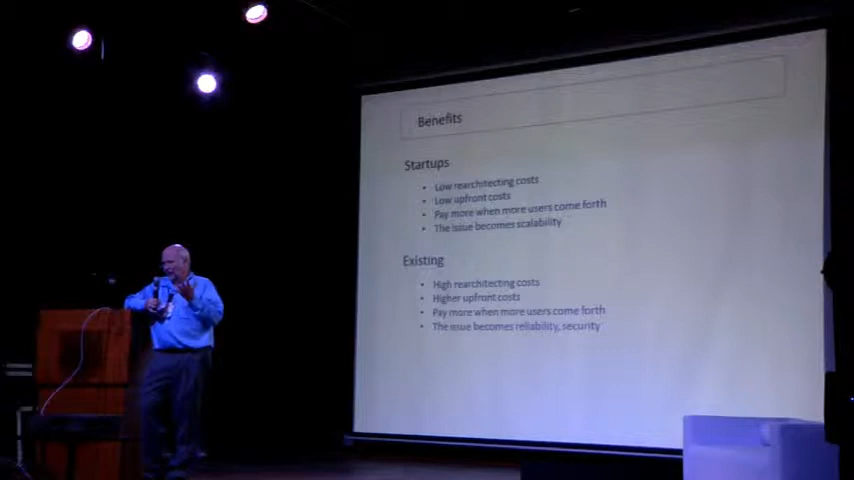 Benefits
Startups
• Low rearchitecting costs
• Low upfront costs
• Pay more when more users come forth
• The issue becomes scalability
Existing
• High rearchitecting costs
• Higher upfront costs
• Pay more when more users come forth
• The issue becomes reliability, security